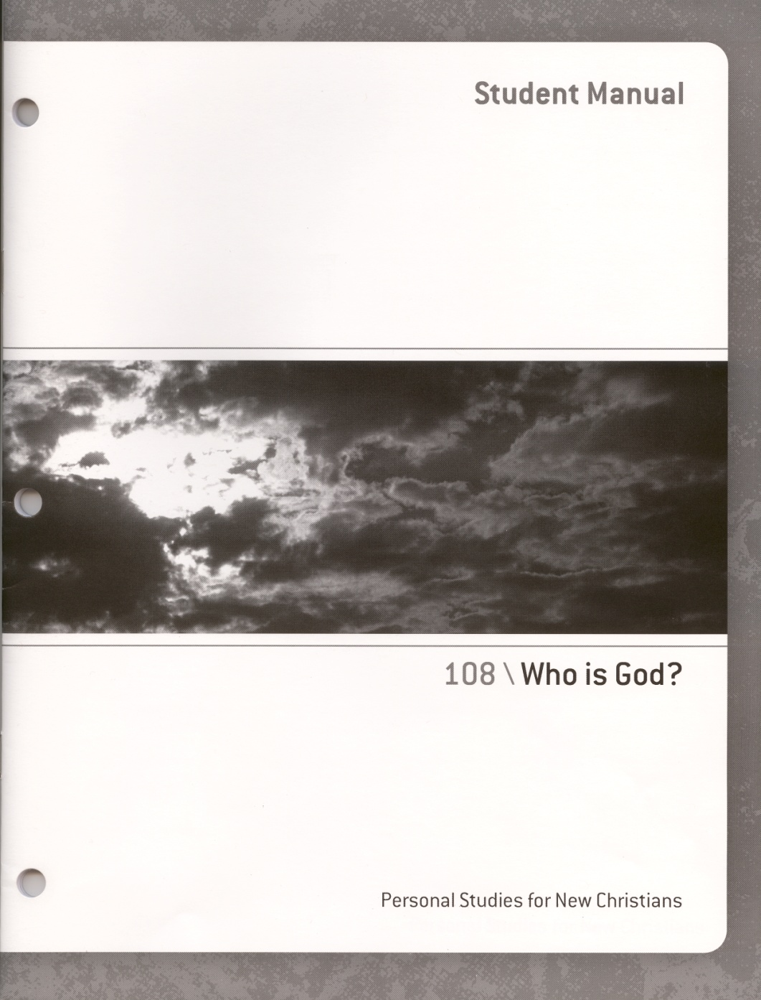 Student Manual
108 \ Who is God?
Personal Studies for New Christians